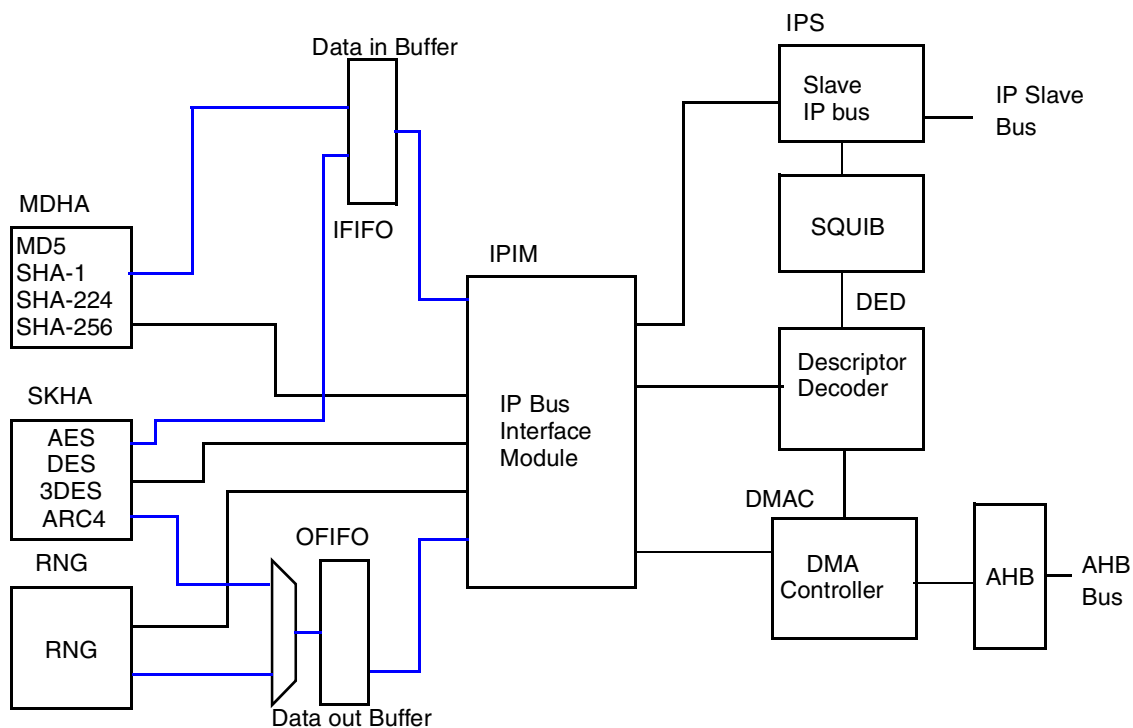 Data in Buffer
IFIFO
MDHA
MD5
SHA-1
SHA-224
SHA-256
SKHA
AES
DES
3DES
ARC4
RNG
RNG
OFIFO
Data out Buffer
IPIM
IP Bus
Interface
Module
IPS
Slave
IP bus
IP Slave
Bus
SQUIB
DED
Descriptor
Decoder
DMAC
DMA
Controller
AHB
AHB
Bus